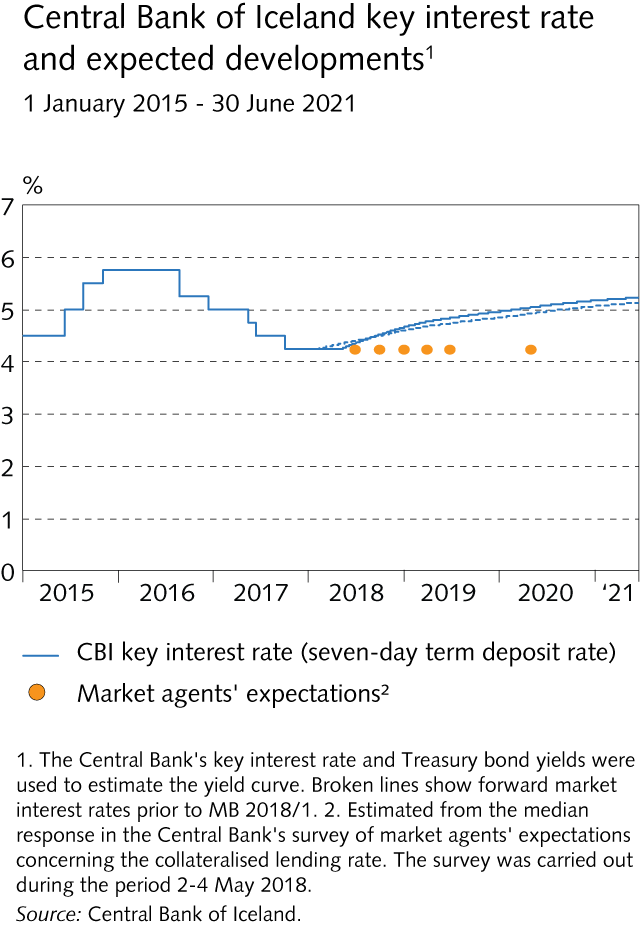 Central Bank of Iceland key interest rate
and expected developments¹
1 January 2015 - 30 June 2021
%
7
6
5
4
3
2
1
0
2015 2016 2017 2018 2019 2020 '21
CBI key interest rate (seven-day term deposit rate)
Market agents' expectations²
1. The Central Bank's key interest rate and Treasury bond yields were
used to estimate the yield curve. Broken lines show forward market
interest rates prior to MB 2018/1. 2. Estimated from the median
response in the Central Bank's survey of market agents' expectations
concerning the collateralised lending rate. The survey was carried out
during the period 2-4 May 2018.
Source: Central Bank of Iceland.